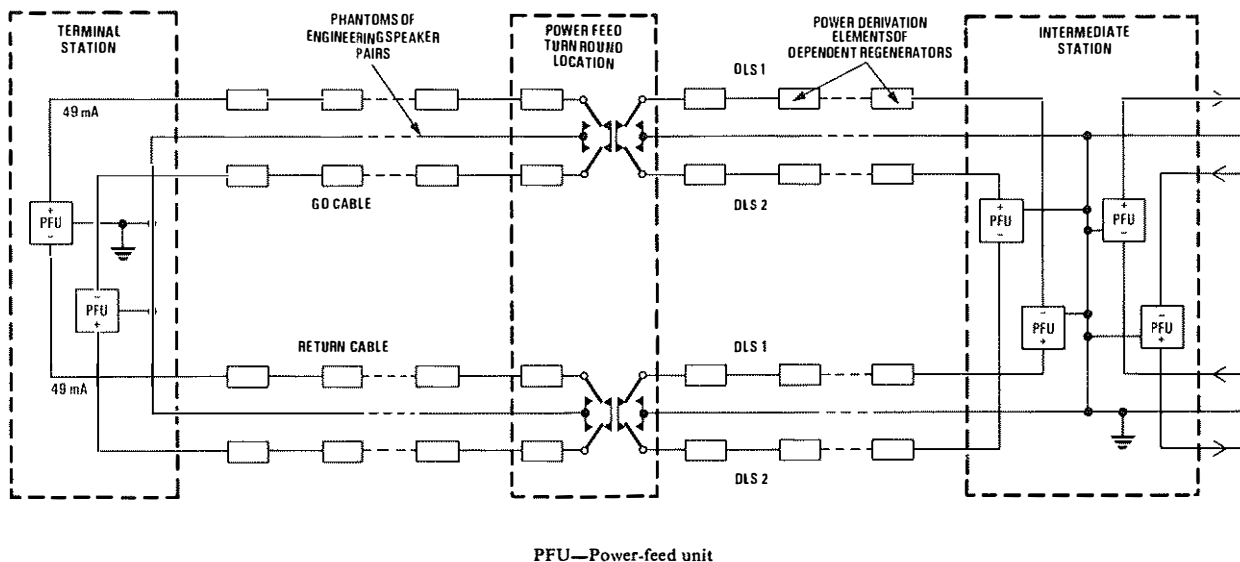 TERMINAL
STATION
PHANTOMS OF
ENGINEERING SPEAKER
PAIRS
POWER FEED
TURN ROUND
LOCATION
POWER DERIVATION
ELEMENTS OF
DEPENDENT REGENERATORS
INTERMEDIATE
STATION
DLS 1
49 mA
GO CABLE
DLS 2
+
PFU
−
−
PFU
+
+
PFU
−
+
PFU
−
−
PFU
+
−
PFU
+
RETURN CABLE
DLS 1
49 mA
DLS 2
PFU—Power-feed unit